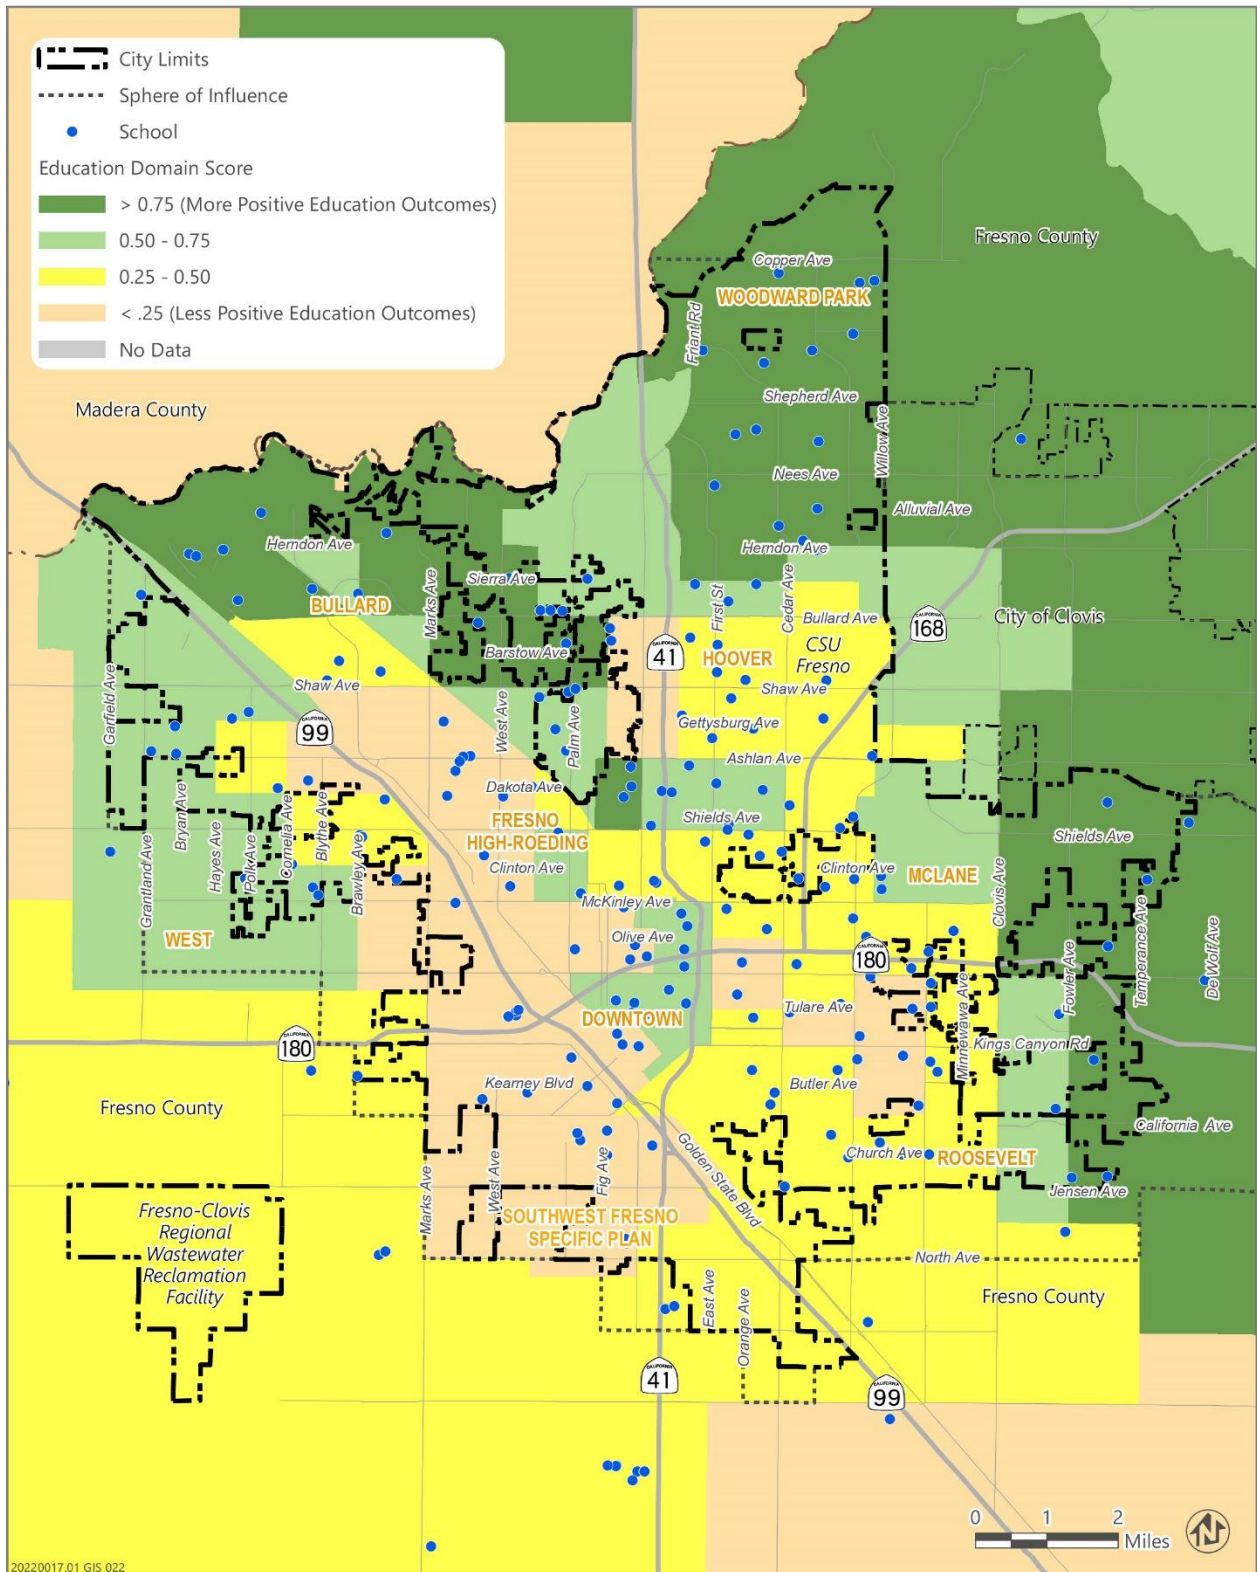 City Limits
Sphere of Influence
School
Education Domain Score
> 0.75 (More Positive Education Outcomes)
0.50 - 0.75
0.25 - 0.50
< .25 (Less Positive Education Outcomes)
No Data
Fresno County
Copper Ave
WOODWARD PARK
Friant Rd
Madera County
Shepherd Ave
Willow Ave
Nees Ave
Alluvial Ave
Herndon Ave
Herndon Ave
Sierra Ave
Marks Ave
BULLARD
First St
Cedar Ave
Bullard Ave
CALIFORNIA
168
City of Clovis
CSU
Fresno
Barstow Ave
CALIFORNIA
41
HOOVER
Garfield Ave
Shaw Ave
Shaw Ave
West Ave
Palm Ave
CALIFORNIA
99
Gettysburg Ave
Ashlan Ave
Dakota Ave
Bryan Ave
Cornelia Ave
Blythe Ave
FRESNO
HIGH-ROEDING
Shields Ave
Shields Ave
Hayes Ave
Polk Ave
Grantland Ave
Brawley Ave
Clinton Ave
Clinton Ave
MCLANE
Clovis Ave
McKinley Ave
WEST
Olive Ave
CALIFORNIA
180
Fowler Ave
Temperance Ave
De Wolf Ave
DOWNTOWN
Tulare Ave
Minnewawa Ave
Kings Canyon Rd
CALIFORNIA
180
Kearney Blvd
Butler Ave
Fresno County
California Ave
Church Ave
ROOSEVELT
Golden State Blvd
Marks Ave
West Ave
Fig Ave
Jensen Ave
Fresno-Clovis
Regional
Wastewater
Reclamation
Facility
SOUTHWEST FRESNO
SPECIFIC PLAN
North Ave
East Ave
Orange Ave
Fresno County
CALIFORNIA
41
CALIFORNIA
99
0 1 2
Miles
N
20220017.01 GIS 022